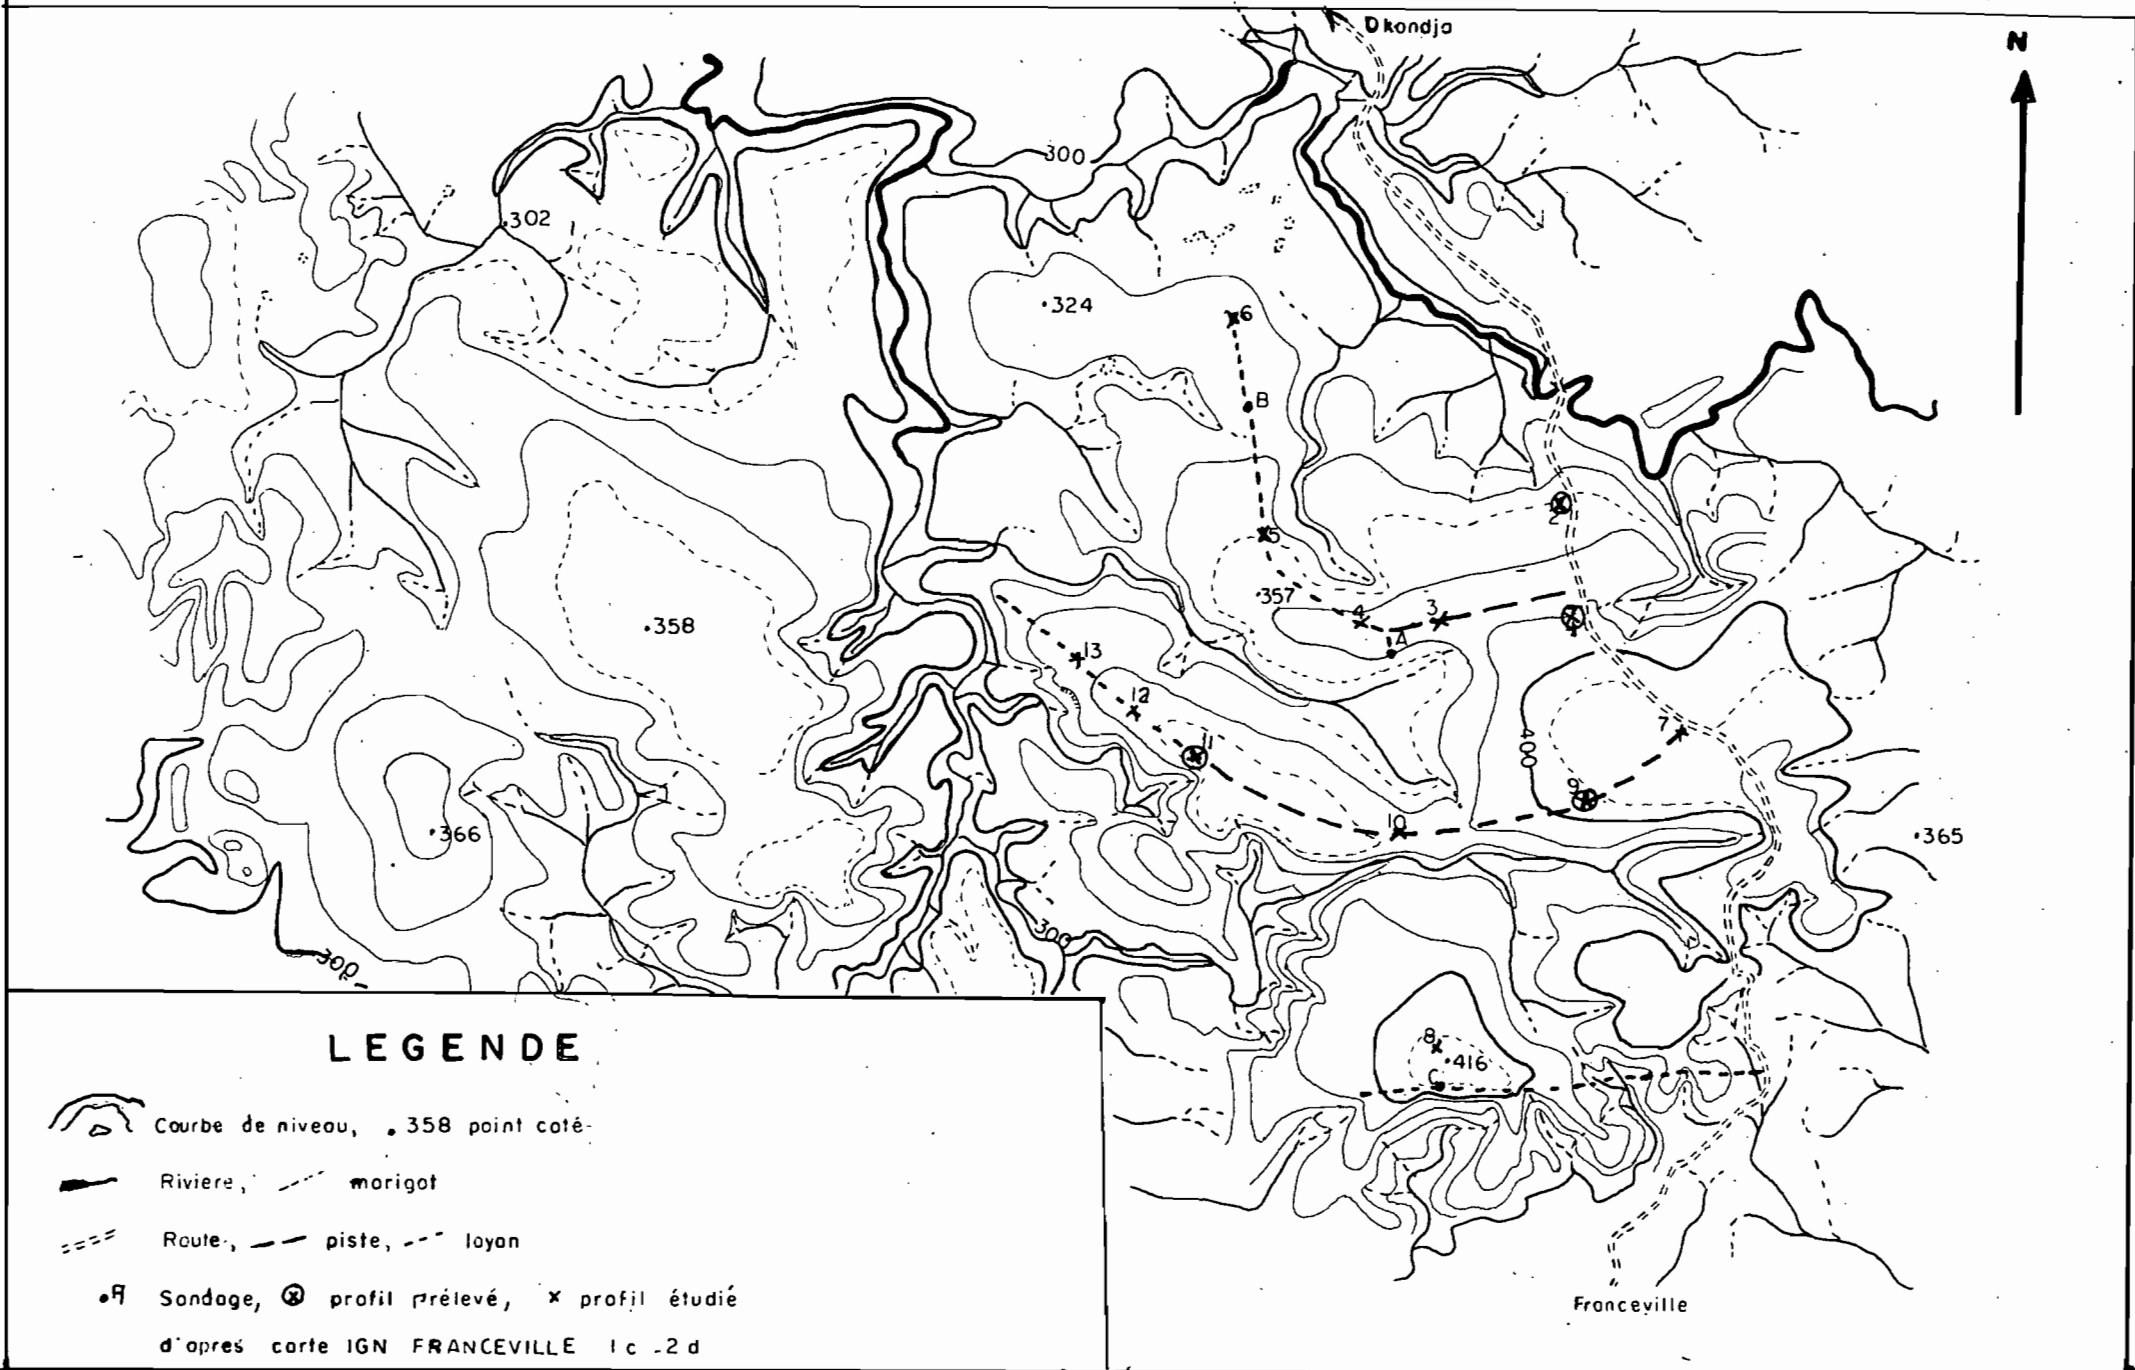 Okondja
N
300
302
324
6
B
2
5
357
4
3
A
1
358
13
12
11
7
400
9
10
366
365
300
300
8
416
C
LEGENDE
Courbe de niveau, . 358 point coté
Riviere, marigot
Route, piste, layon
A Sondage, profil prélevé, x profil étudié
d'apres carte IGN FRANCEVILLE 1c - 2d
Franceville